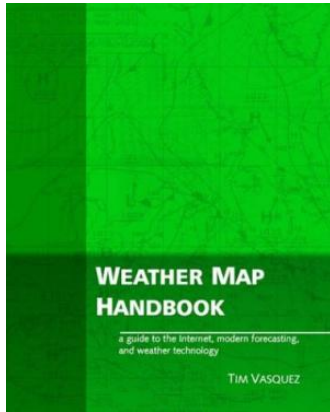 WEATHER MAP
HANDBOOK
a guide to the Internet, modern forecasting,
and weather technology
TIM VASQUEZ